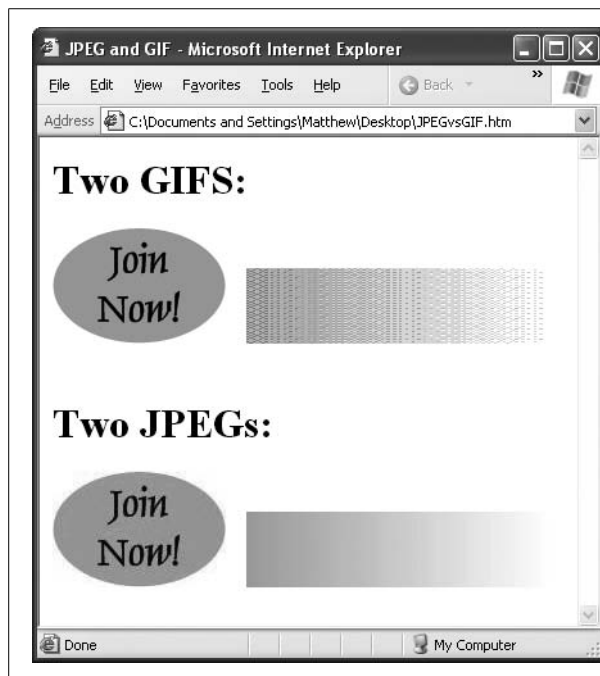 JPEG and GIF - Microsoft Internet Explorer
File Edit View Favorites Tools Help Back »
Address C:\Documents and Settings\Matthew\Desktop\JPEGvsGIF.htm
Two GIFS:
Join
Now!
Two JPEGs:
Join
Now!
Done My Computer